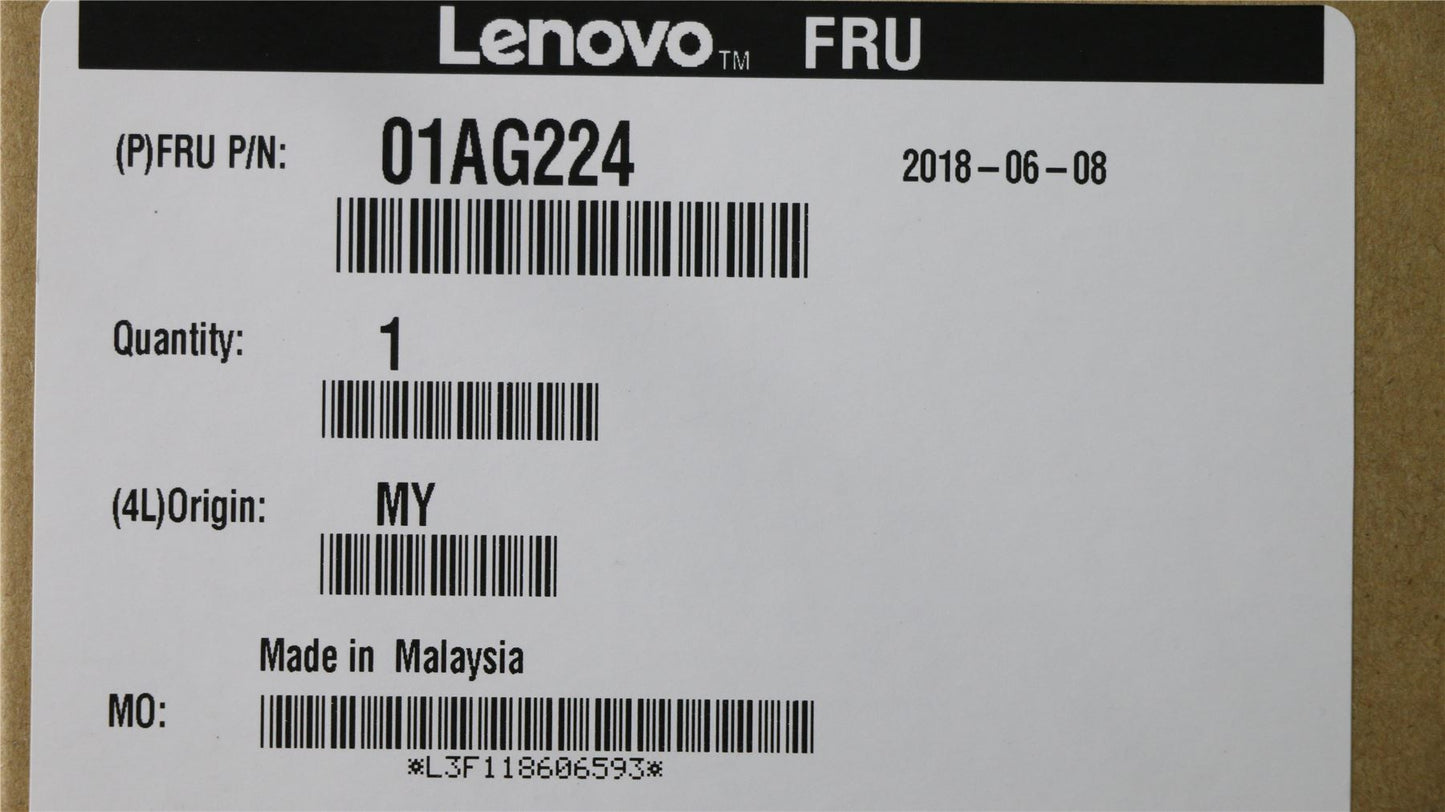 Lenovo™ FRU
(P)FRU P/N: 01AG224 2018-06-08
Quantity: 1
(4L)Origin: MY
Made in Malaysia
MO:
*L3F118606593*